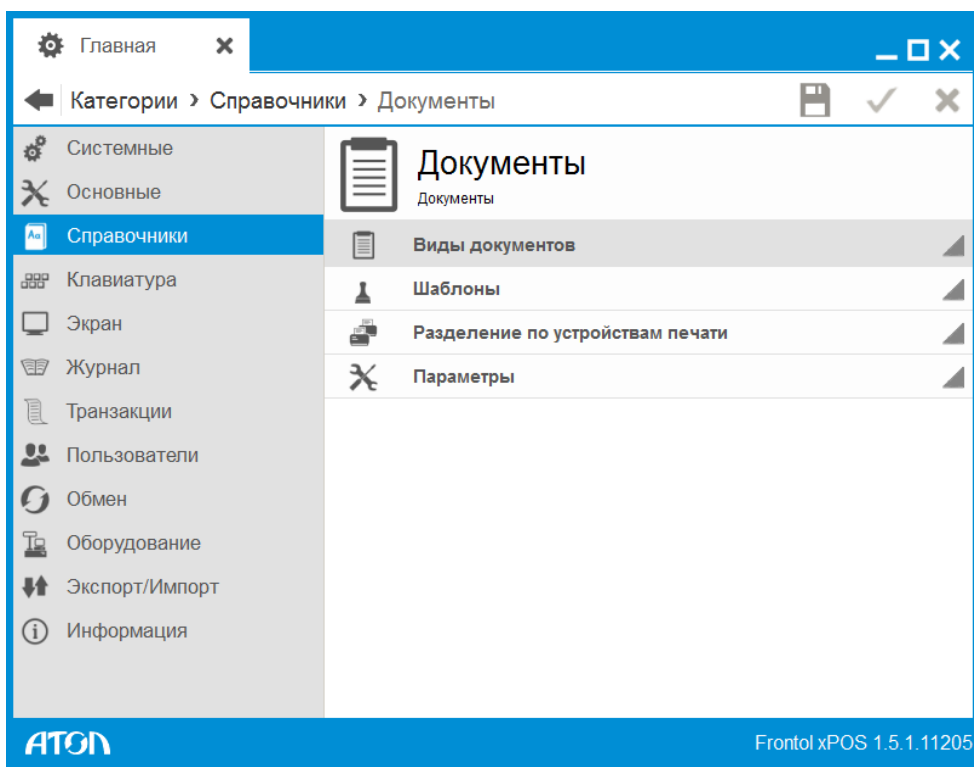 Главная
Категории › Справочники › Документы
Системные
Основные
Справочники
Клавиатура
Экран
Журнал
Транзакции
Пользователи
Обмен
Оборудование
Экспорт/Импорт
Информация
Документы
Документы
Виды документов
Шаблоны
Разделение по устройствам печати
Параметры
АТОЛ
Frontol xPOS 1.5.1.11205